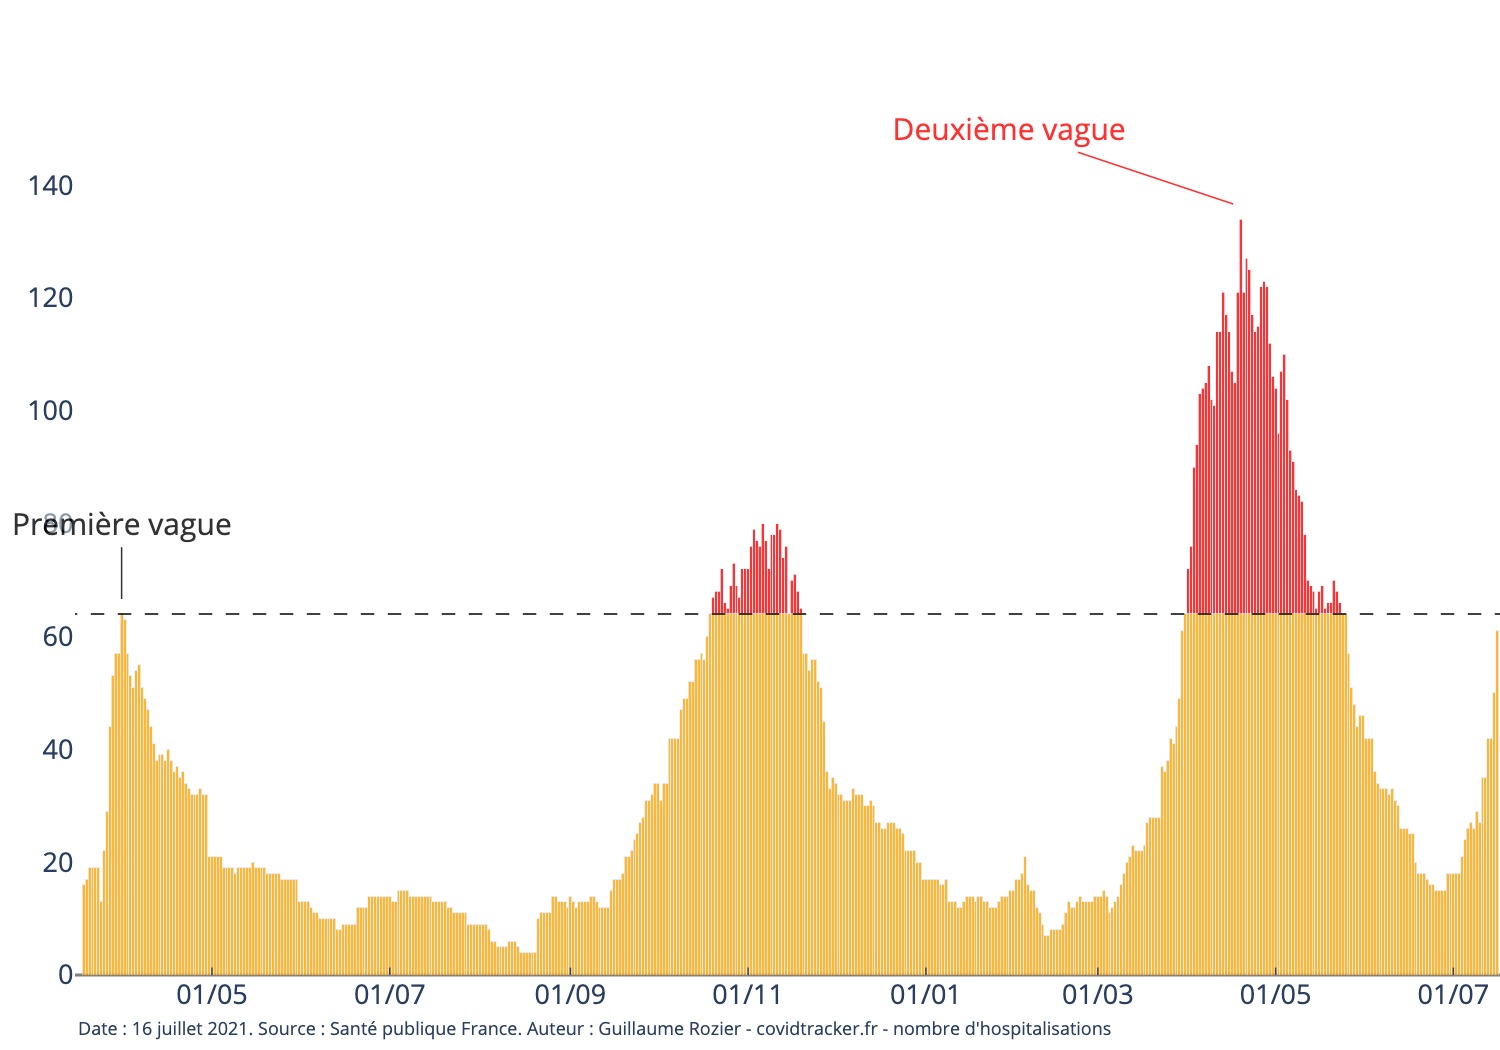 Deuxième vague
140
120
100
80
Première vague
60
40
20
0
01/05 01/07 01/09 01/11 01/01 01/03 01/05 01/07
Date : 16 juillet 2021. Source : Santé publique France. Auteur : Guillaume Rozier - covidtracker.fr - nombre d'hospitalisations